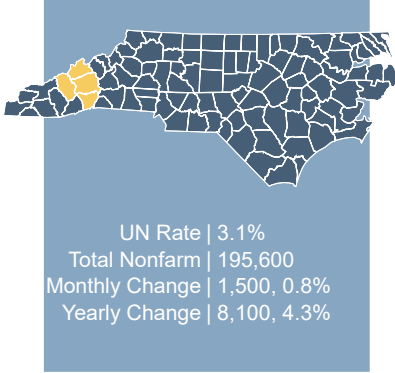 UN Rate | 3.1%
Total Nonfarm | 195,600
Monthly Change | 1,500, 0.8%
Yearly Change | 8,100, 4.3%